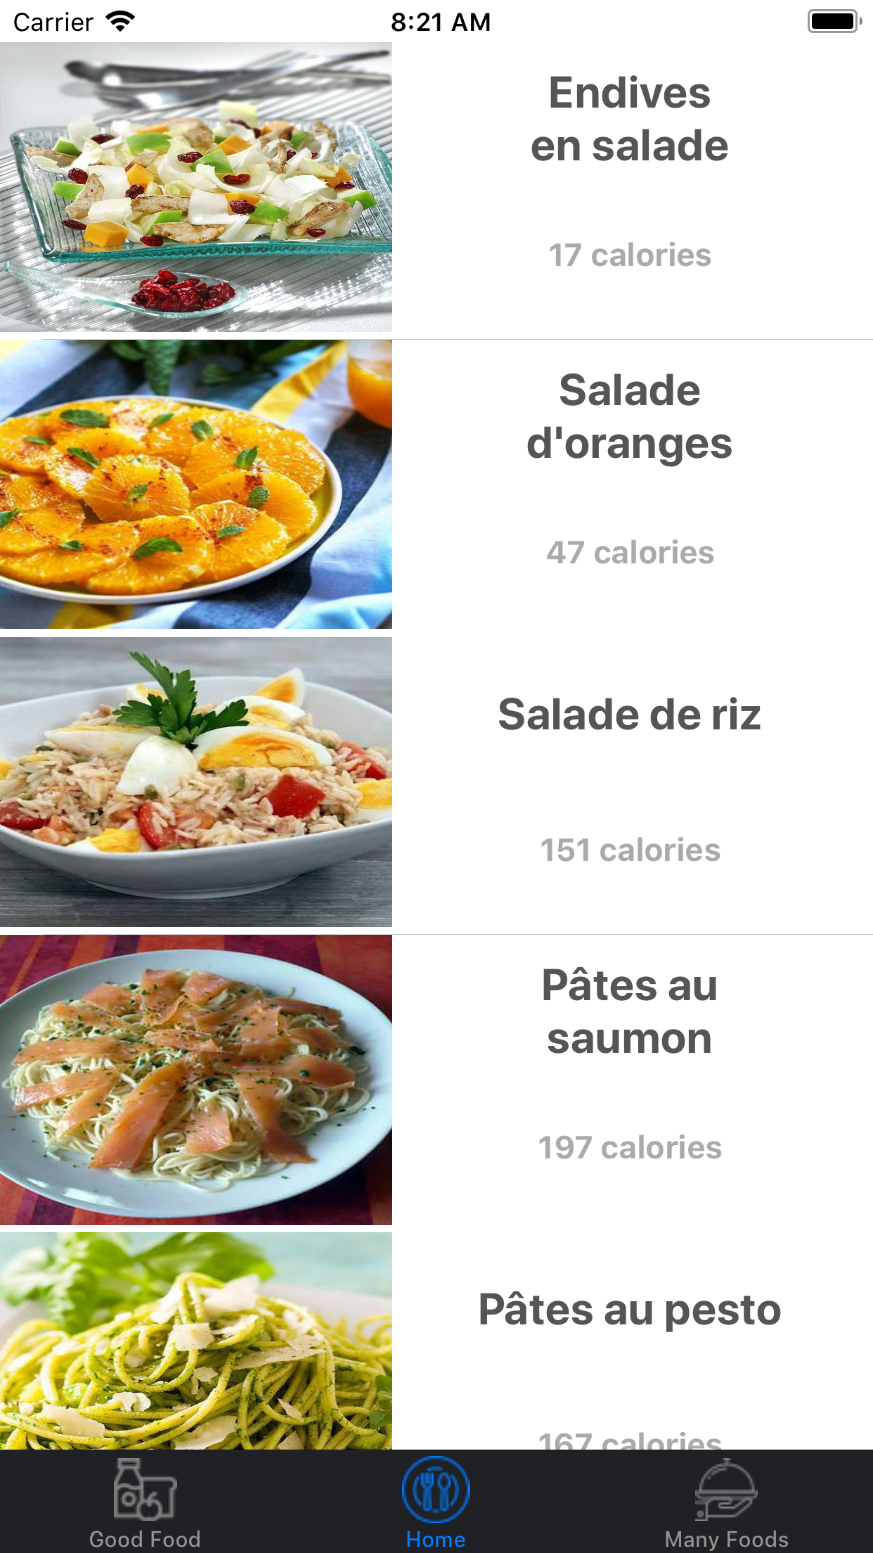 Carrier
8:21 AM
Endives
en salade
17 calories
Salade
d'oranges
47 calories
Salade de riz
151 calories
Pâtes au
saumon
197 calories
Pâtes au pesto
167 calories
Good Food
Home
Many Foods